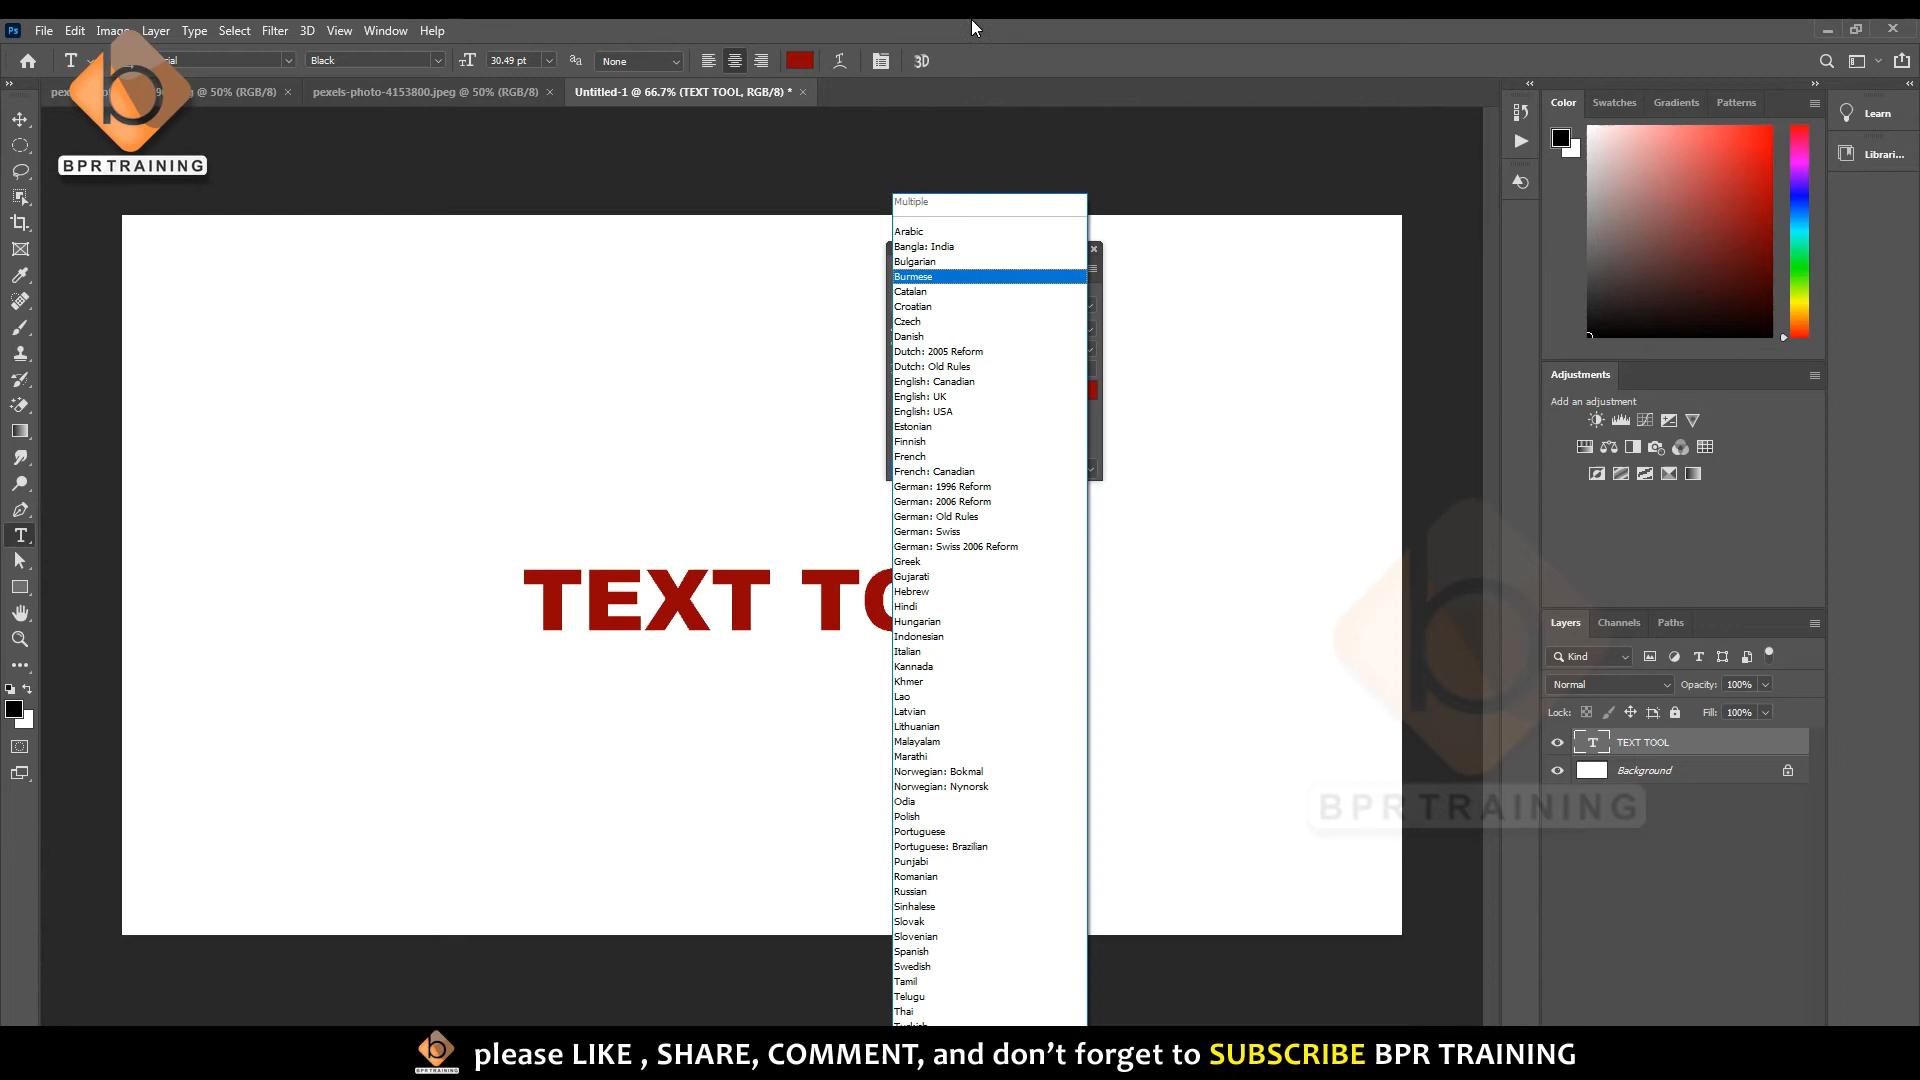 File Edit Image Layer Type Select Filter 3D View Window Help
Black 30.49 pt None 3D
@ 50% (RGB/8) pexels-photo-4153800.jpeg @ 50% (RGB/8) Untitled-1 @ 66.7% (TEXT TOOL, RGB/8) *
BPR TRAINING
Multiple
Arabic
Bangla: India
Bulgarian
Burmese
Catalan
Croatian
Czech
Danish
Dutch: 2005 Reform
Dutch: Old Rules
English: Canadian
English: UK
English: USA
Estonian
Finnish
French
French: Canadian
German: 1996 Reform
German: 2006 Reform
German: Old Rules
German: Swiss
German: Swiss 2006 Reform
Greek
Gujarati
Hebrew
Hindi
Hungarian
Indonesian
Italian
Kannada
Khmer
Lao
Latvian
Lithuanian
Malayalam
Marathi
Norwegian: Bokmal
Norwegian: Nynorsk
Odia
Polish
Portuguese
Portuguese: Brazilian
Punjabi
Romanian
Russian
Sinhalese
Slovak
Slovenian
Spanish
Swedish
Tamil
Telugu
Thai
TEXT TO
Color Swatches Gradients Patterns
Learn
Librari...
Adjustments
Add an adjustment
Layers Channels Paths
Kind
Normal Opacity: 100%
Lock: Fill: 100%
TEXT TOOL
Background
BPR TRAINING
please LIKE , SHARE, COMMENT, and don't forget to SUBSCRIBE BPR TRAINING
BPR TRAINING